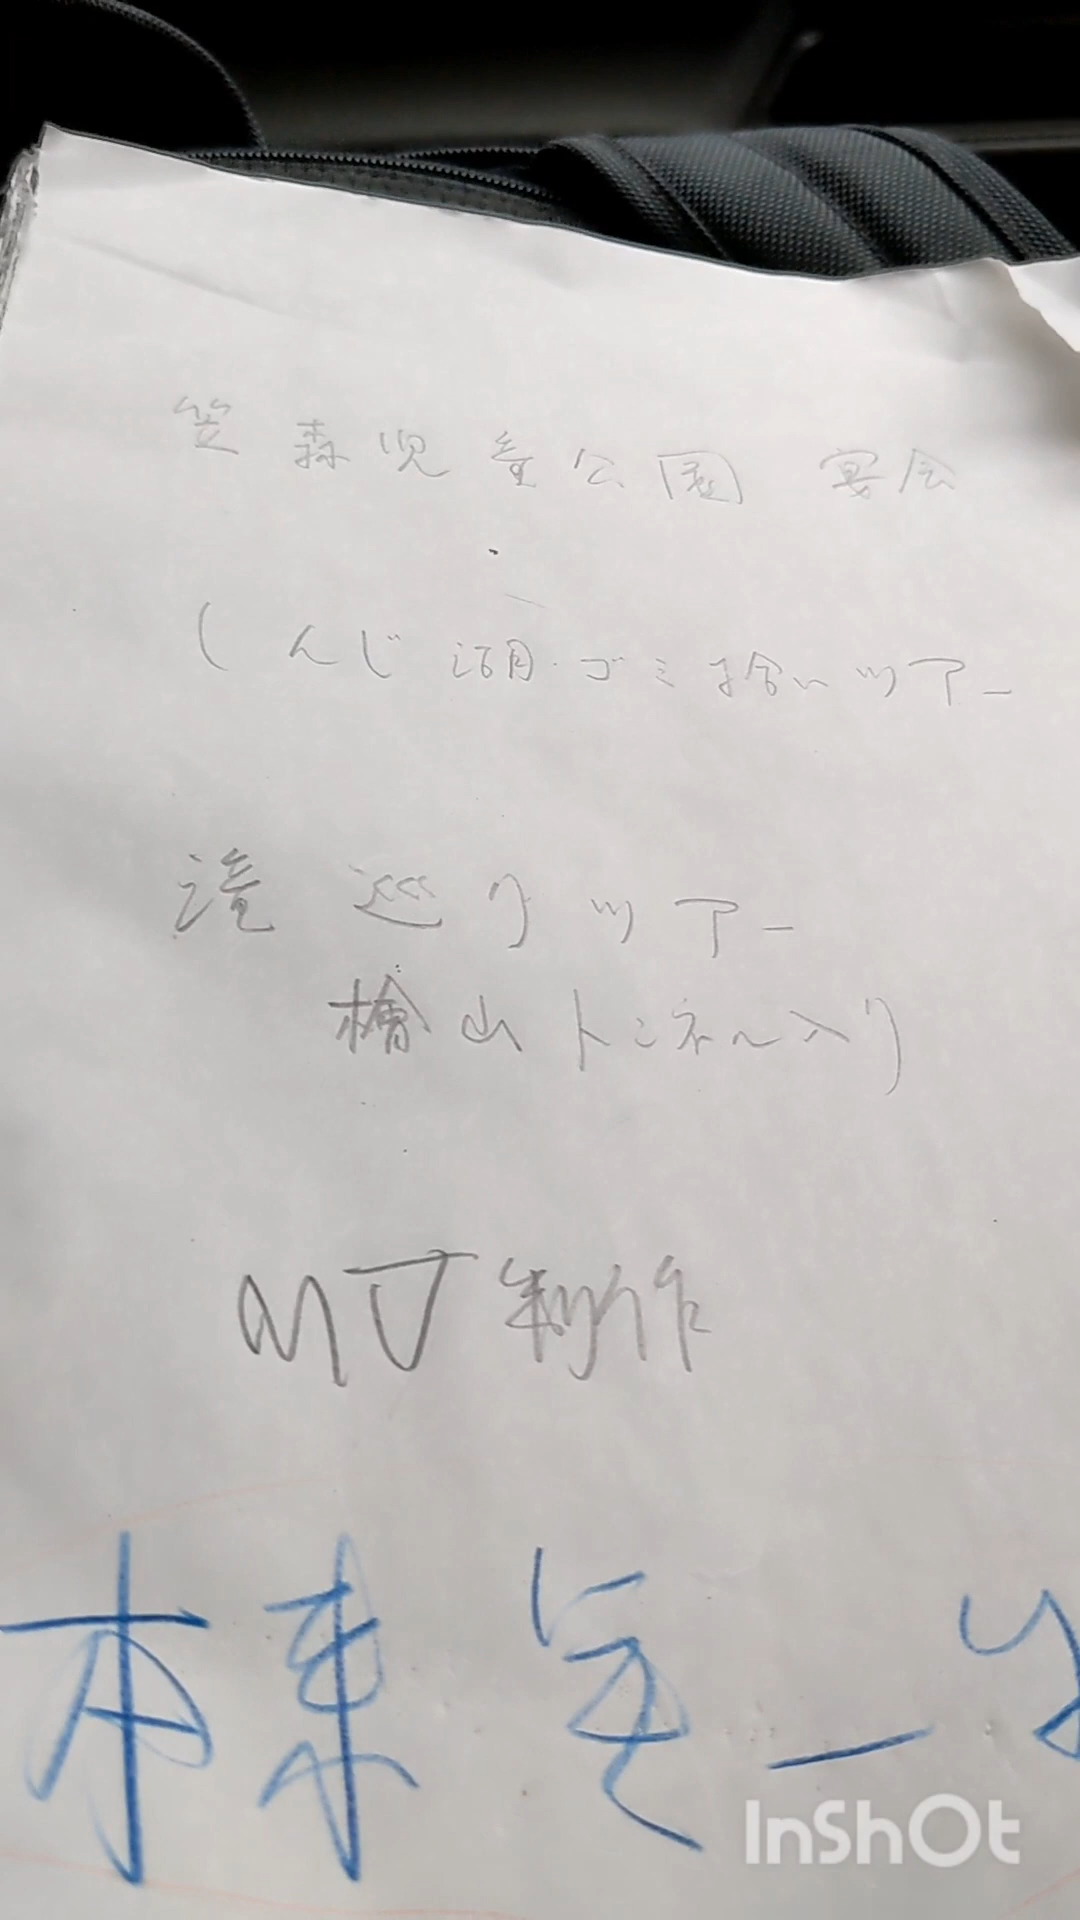 笠森児童公園 宴会
しんじ湖・ゴミ拾いツアー
滝巡りツアー
檜山トンネル入り
MV制作
InShOt